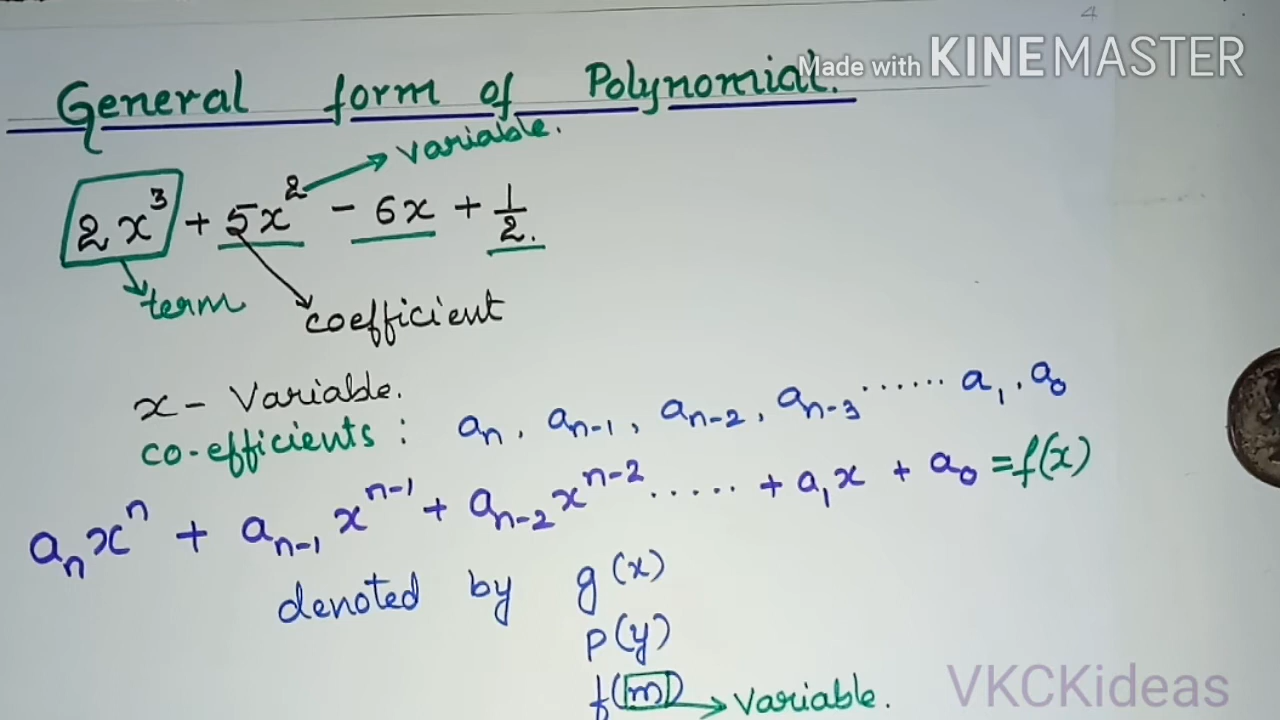 4
Made with KINEMASTER
General form of Polynomial.
variable.
2x³ + 5x² - 6x + 1/2.
term
coefficient
x - Variable.
co-efficients : aₙ, aₙ₋₁, aₙ₋₂, aₙ₋₃ ...... a₁, a₀
aₙxⁿ + aₙ₋₁xⁿ⁻¹ + aₙ₋₂xⁿ⁻² ..... + a₁x + a₀ = f(x)
denoted by g(x)
p(y)
f(m) → variable.
VKCKideas